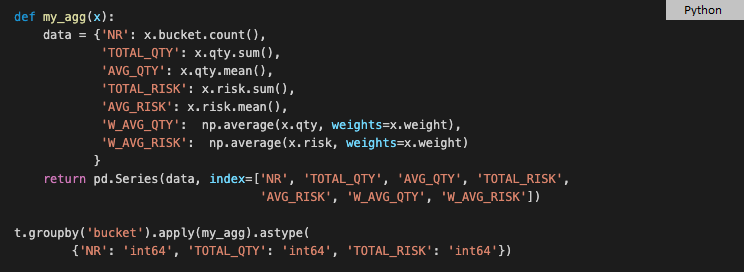 Python
def my_agg(x):
    data = {'NR': x.bucket.count(),
            'TOTAL_QTY': x.qty.sum(),
            'AVG_QTY': x.qty.mean(),
            'TOTAL_RISK': x.risk.sum(),
            'AVG_RISK': x.risk.mean(),
            'W_AVG_QTY':  np.average(x.qty, weights=x.weight),
            'W_AVG_RISK':  np.average(x.risk, weights=x.weight)
           }
    return pd.Series(data, index=['NR', 'TOTAL_QTY', 'AVG_QTY', 'TOTAL_RISK',
                                  'AVG_RISK', 'W_AVG_QTY', 'W_AVG_RISK'])

t.groupby('bucket').apply(my_agg).astype(
        {'NR': 'int64', 'TOTAL_QTY': 'int64', 'TOTAL_RISK': 'int64'})